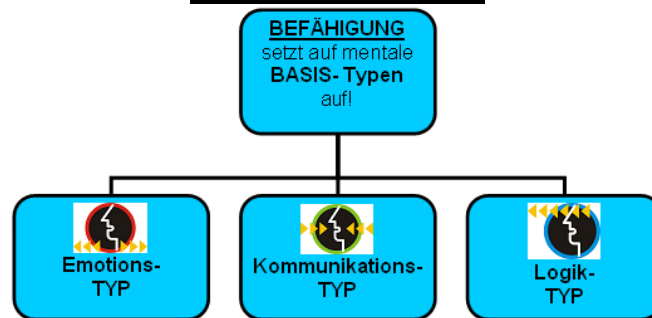 BEFÄHIGUNG
setzt auf mentale
BASIS- Typen
auf!
Emotions-
TYP
Kommunikations-
TYP
Logik-
TYP